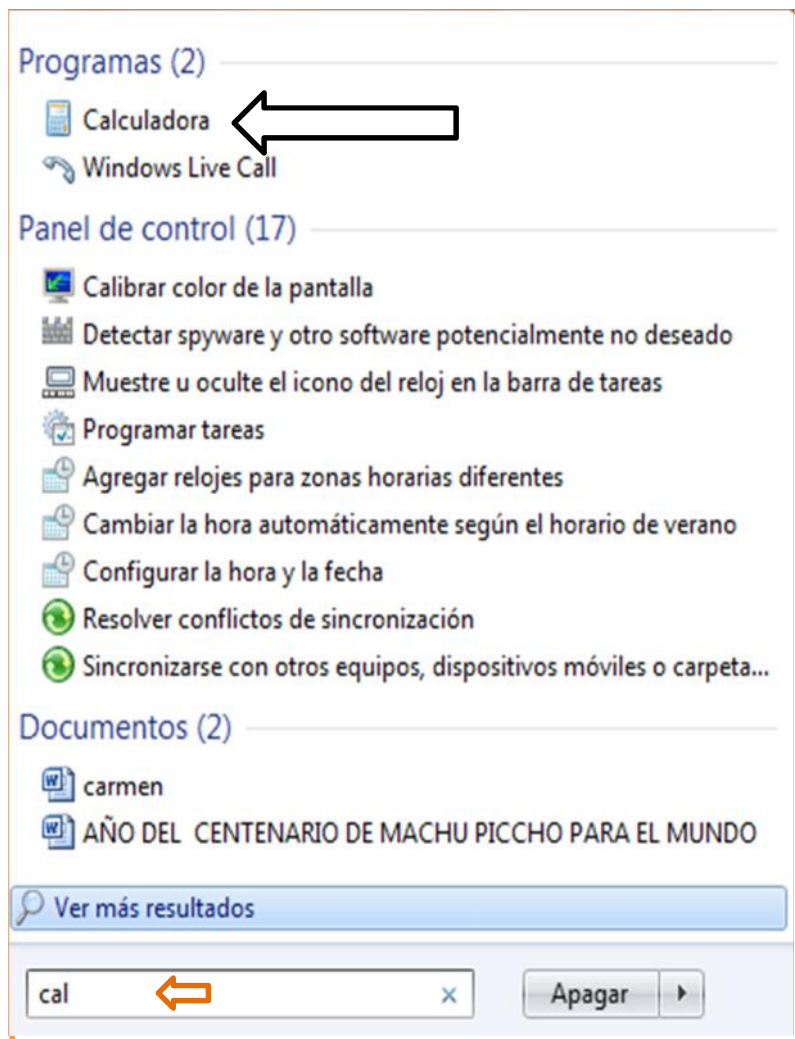 Programas (2)
Calculadora
Windows Live Call
Panel de control (17)
Calibrar color de la pantalla
Detectar spyware y otro software potencialmente no deseado
Muestre u oculte el icono del reloj en la barra de tareas
Programar tareas
Agregar relojes para zonas horarias diferentes
Cambiar la hora automáticamente según el horario de verano
Configurar la hora y la fecha
Resolver conflictos de sincronización
Sincronizarse con otros equipos, dispositivos móviles o carpeta...
Documentos (2)
carmen
AÑO DEL CENTENARIO DE MACHU PICCHO PARA EL MUNDO
Ver más resultados
cal
Apagar